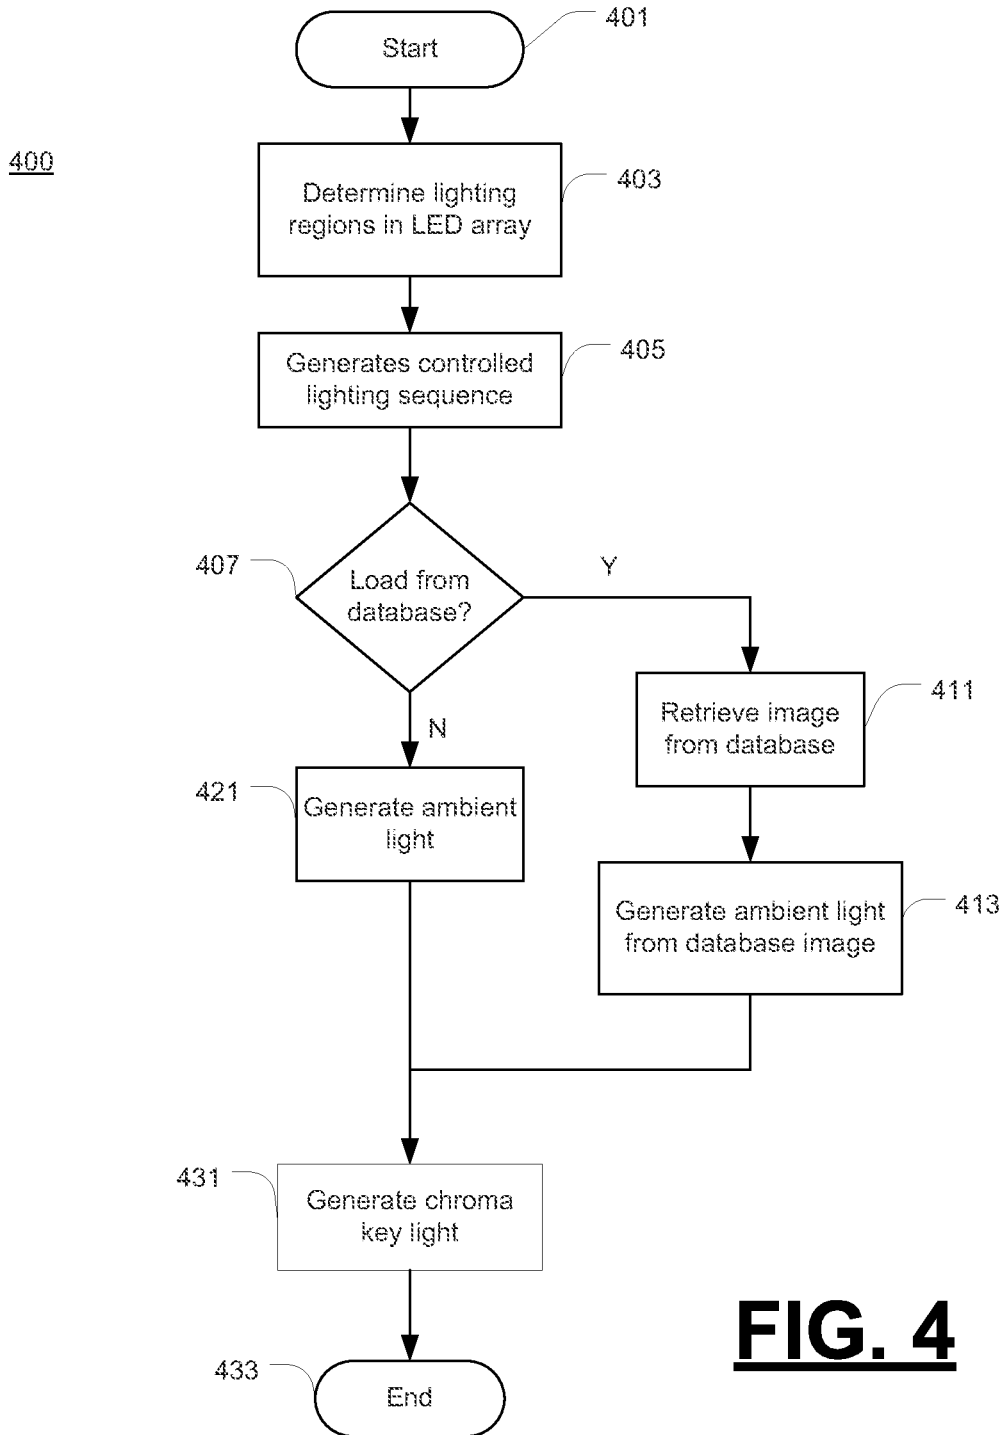 Start
401
400
Determine lighting
regions in LED array
403
Generates controlled
lighting sequence
405
407
Load from
database?
Y
N
Retrieve image
from database
411
421
Generate ambient
light
Generate ambient light
from database image
413
431
Generate chroma
key light
433
End
FIG. 4